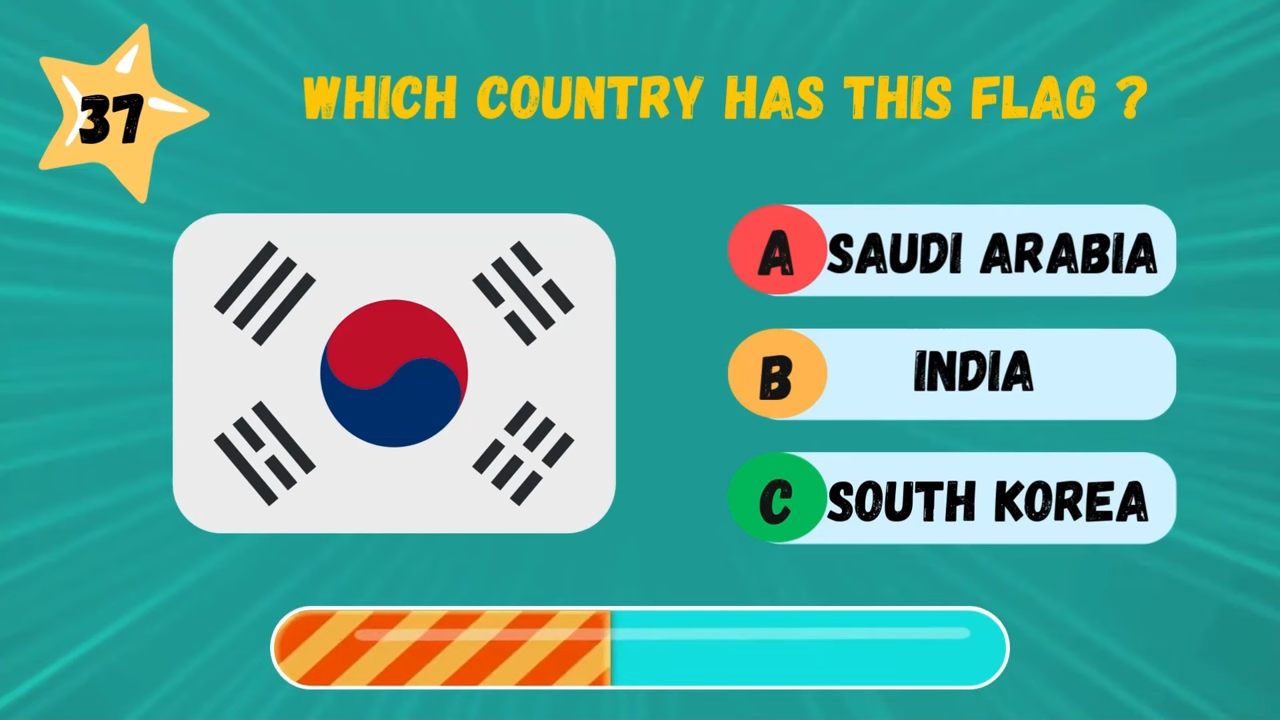 37
WHICH COUNTRY HAS THIS FLAG ?
A SAUDI ARABIA
B INDIA
C SOUTH KOREA